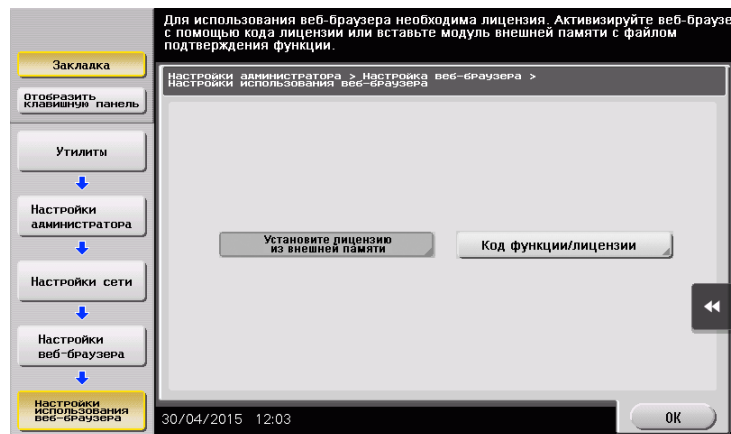 Для использования веб-браузера необходима лицензия. Активизируйте веб-браузе
с помощью кода лицензии или вставьте модуль внешней памяти с файлом
подтверждения функции.
Закладка
Отобразить
клавишную панель
Настройки администратора > Настройка веб-браузера >
Настройки использования веб-браузера
Утилиты
Настройки
администратора
Установите лицензию
из внешней памяти
Код функции/лицензии
Настройки сети
Настройки
веб-браузера
Настройки
использования
веб-браузера
30/04/2015 12:03
OK